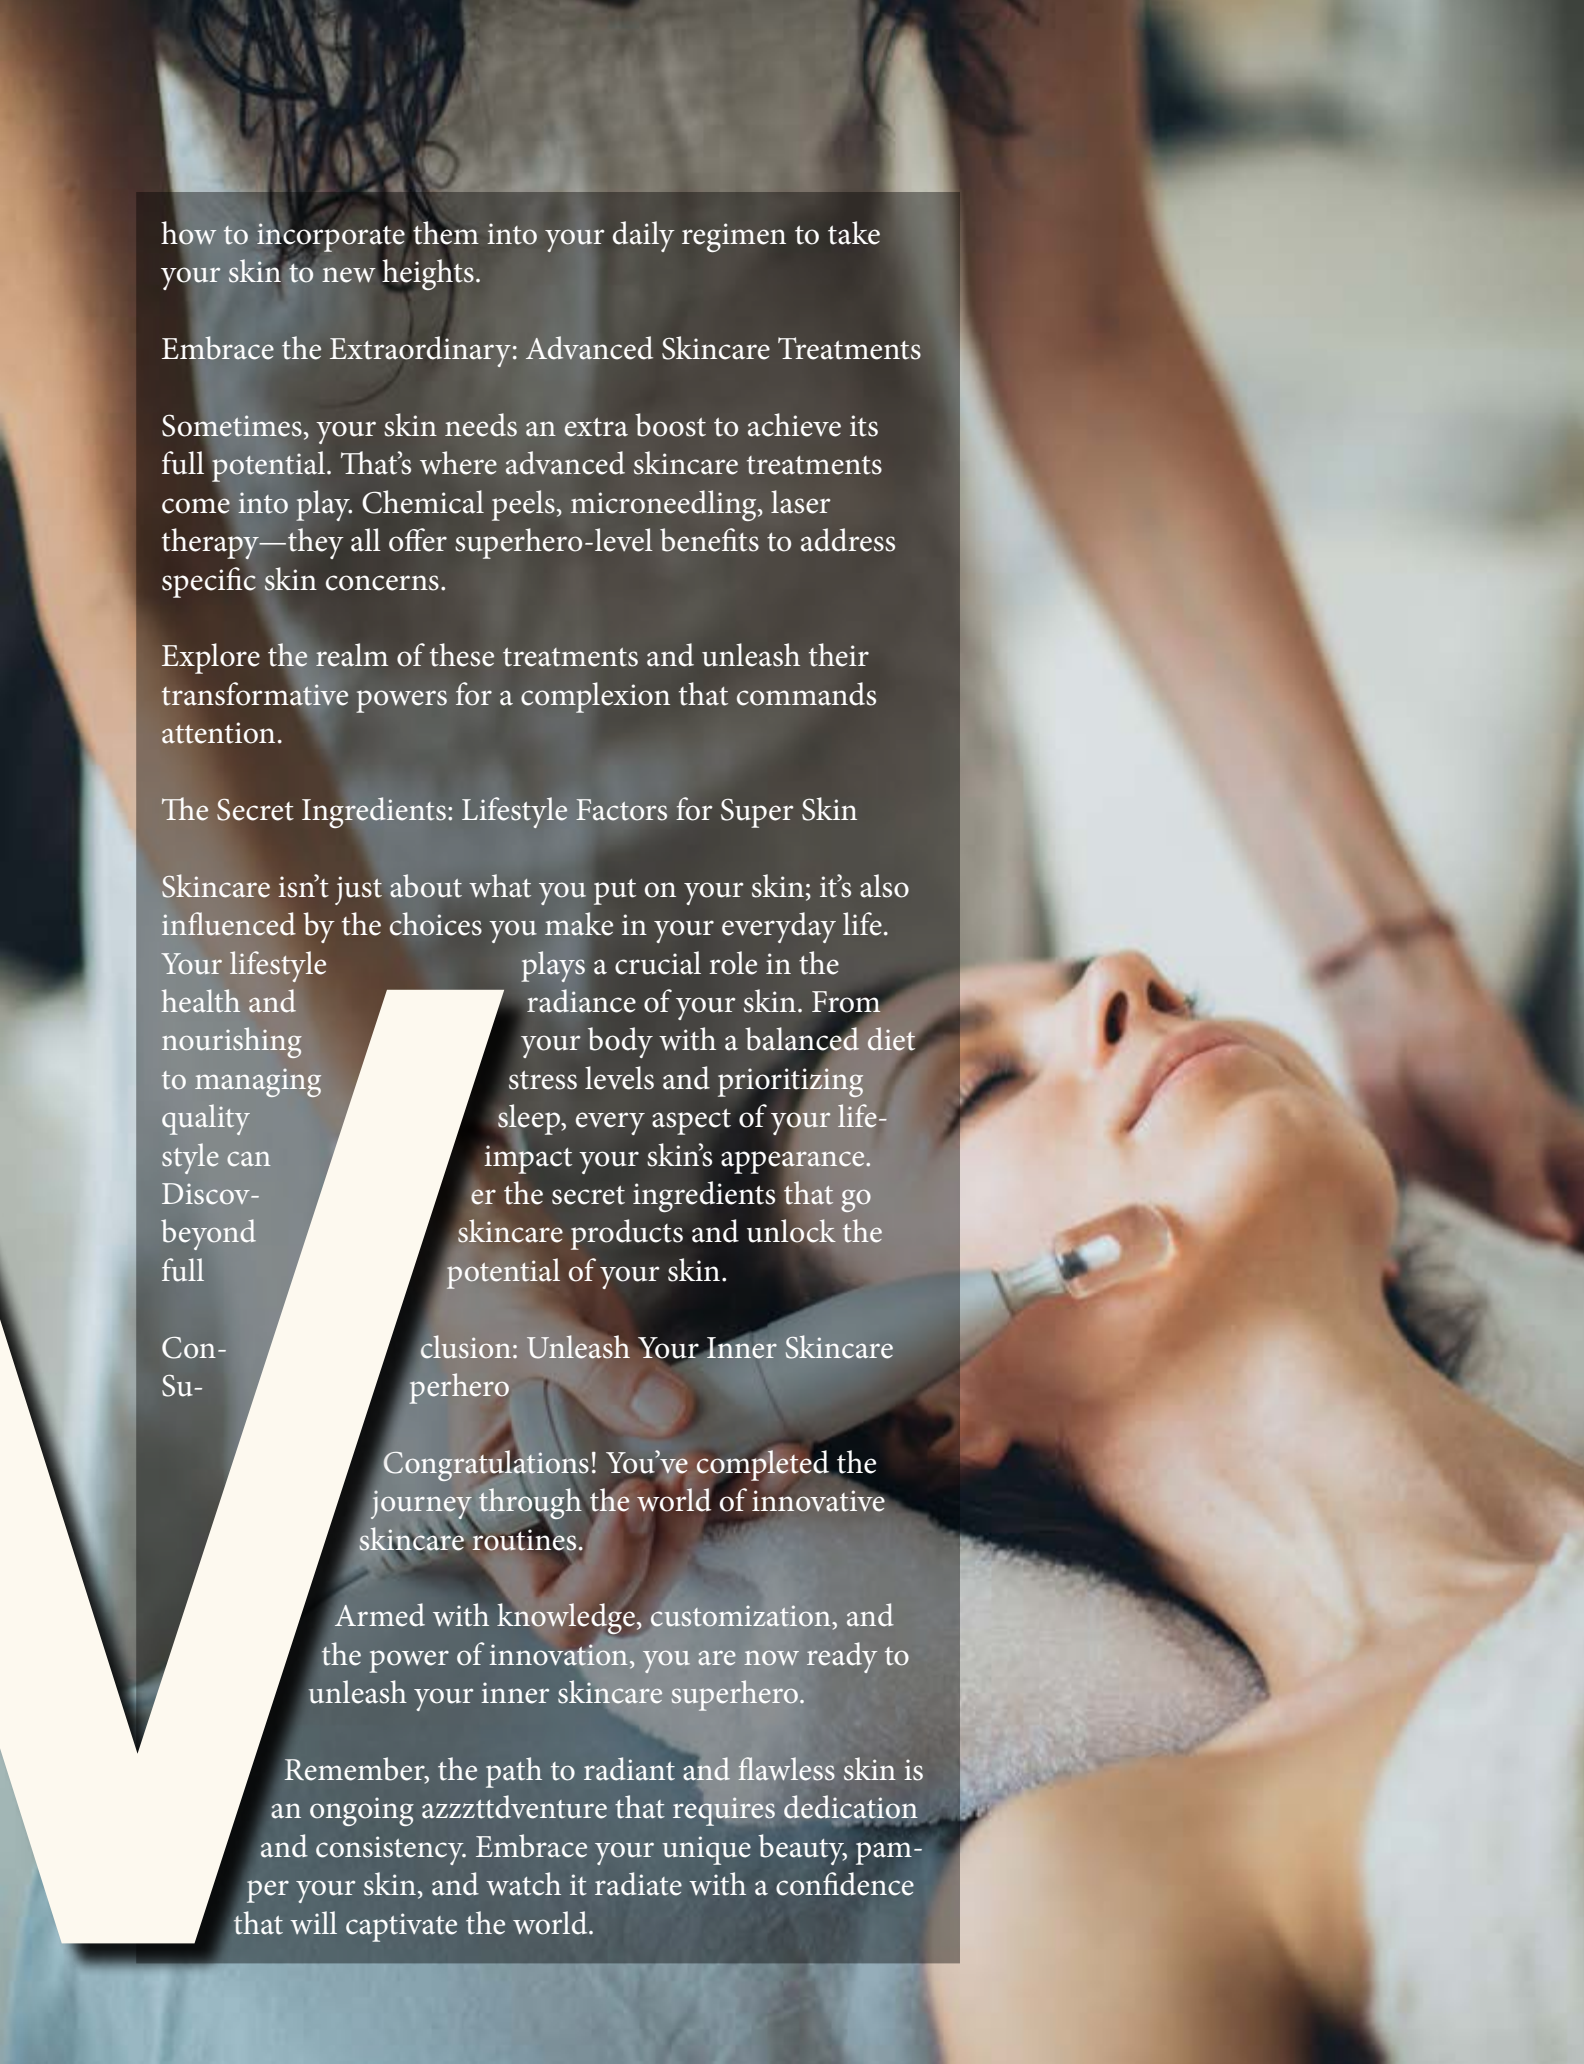 how to incorporate them into your daily regimen to take
your skin to new heights.
Embrace the Extraordinary: Advanced Skincare Treatments
Sometimes, your skin needs an extra boost to achieve its
full potential. That’s where advanced skincare treatments
come into play. Chemical peels, microneedling, laser
therapy—they all offer superhero-level benefits to address
specific skin concerns.
Explore the realm of these treatments and unleash their
transformative powers for a complexion that commands
attention.
The Secret Ingredients: Lifestyle Factors for Super Skin
Skincare isn’t just about what you put on your skin; it’s also
influenced by the choices you make in your everyday life.
Your lifestyle plays a crucial role in the
health and radiance of your skin. From
nourishing your body with a balanced diet
to managing stress levels and prioritizing
quality sleep, every aspect of your life-
style can impact your skin’s appearance.
Discov- er the secret ingredients that go
beyond skincare products and unlock the
full potential of your skin.
Con- clusion: Unleash Your Inner Skincare
Su- perhero
Congratulations! You’ve completed the
journey through the world of innovative
skincare routines.
Armed with knowledge, customization, and
the power of innovation, you are now ready to
unleash your inner skincare superhero.
Remember, the path to radiant and flawless skin is
an ongoing azzzttdventure that requires dedication
and consistency. Embrace your unique beauty, pam-
per your skin, and watch it radiate with a confidence
that will captivate the world.